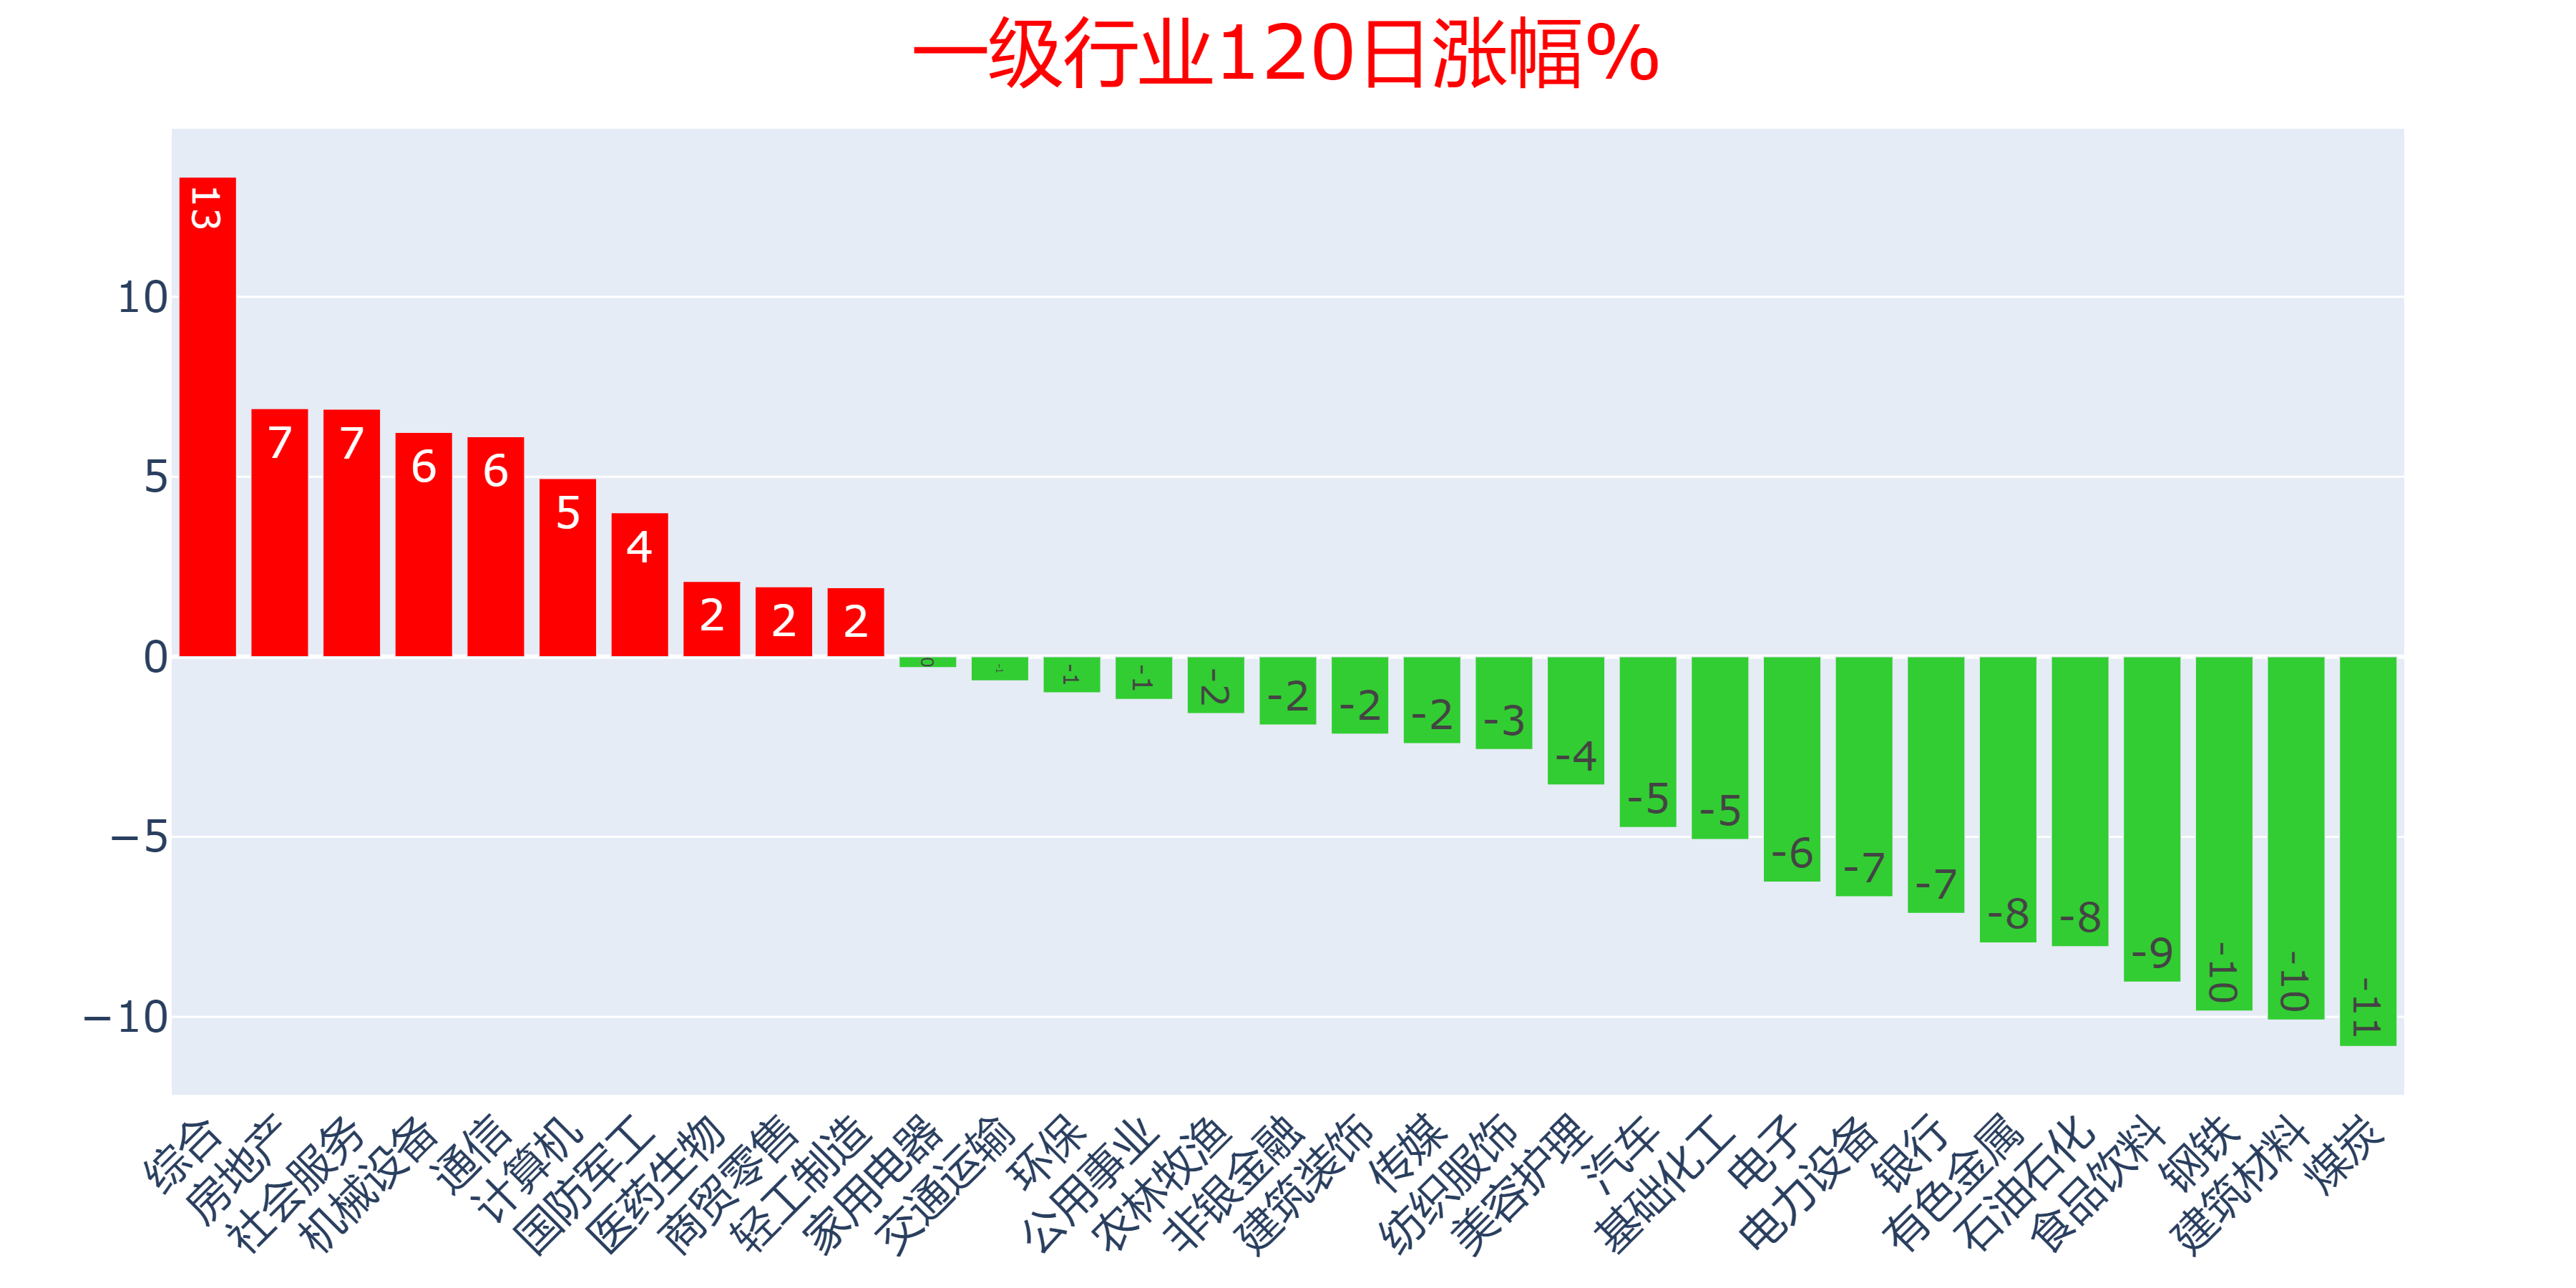 一级行业120日涨幅%
10
5
0
−5
−10
13
7
7
6
6
5
4
2
2
2
0
-1
-1
-1
-2
-2
-2
-2
-3
-4
-5
-5
-6
-7
-7
-8
-8
-9
-10
-10
-11
综合
房地产
社会服务
机械设备
通信
计算机
国防军工
医药生物
商贸零售
轻工制造
家用电器
交通运输
环保
公用事业
农林牧渔
非银金融
建筑装饰
传媒
纺织服饰
美容护理
汽车
基础化工
电子
电力设备
银行
有色金属
石油石化
食品饮料
钢铁
建筑材料
煤炭